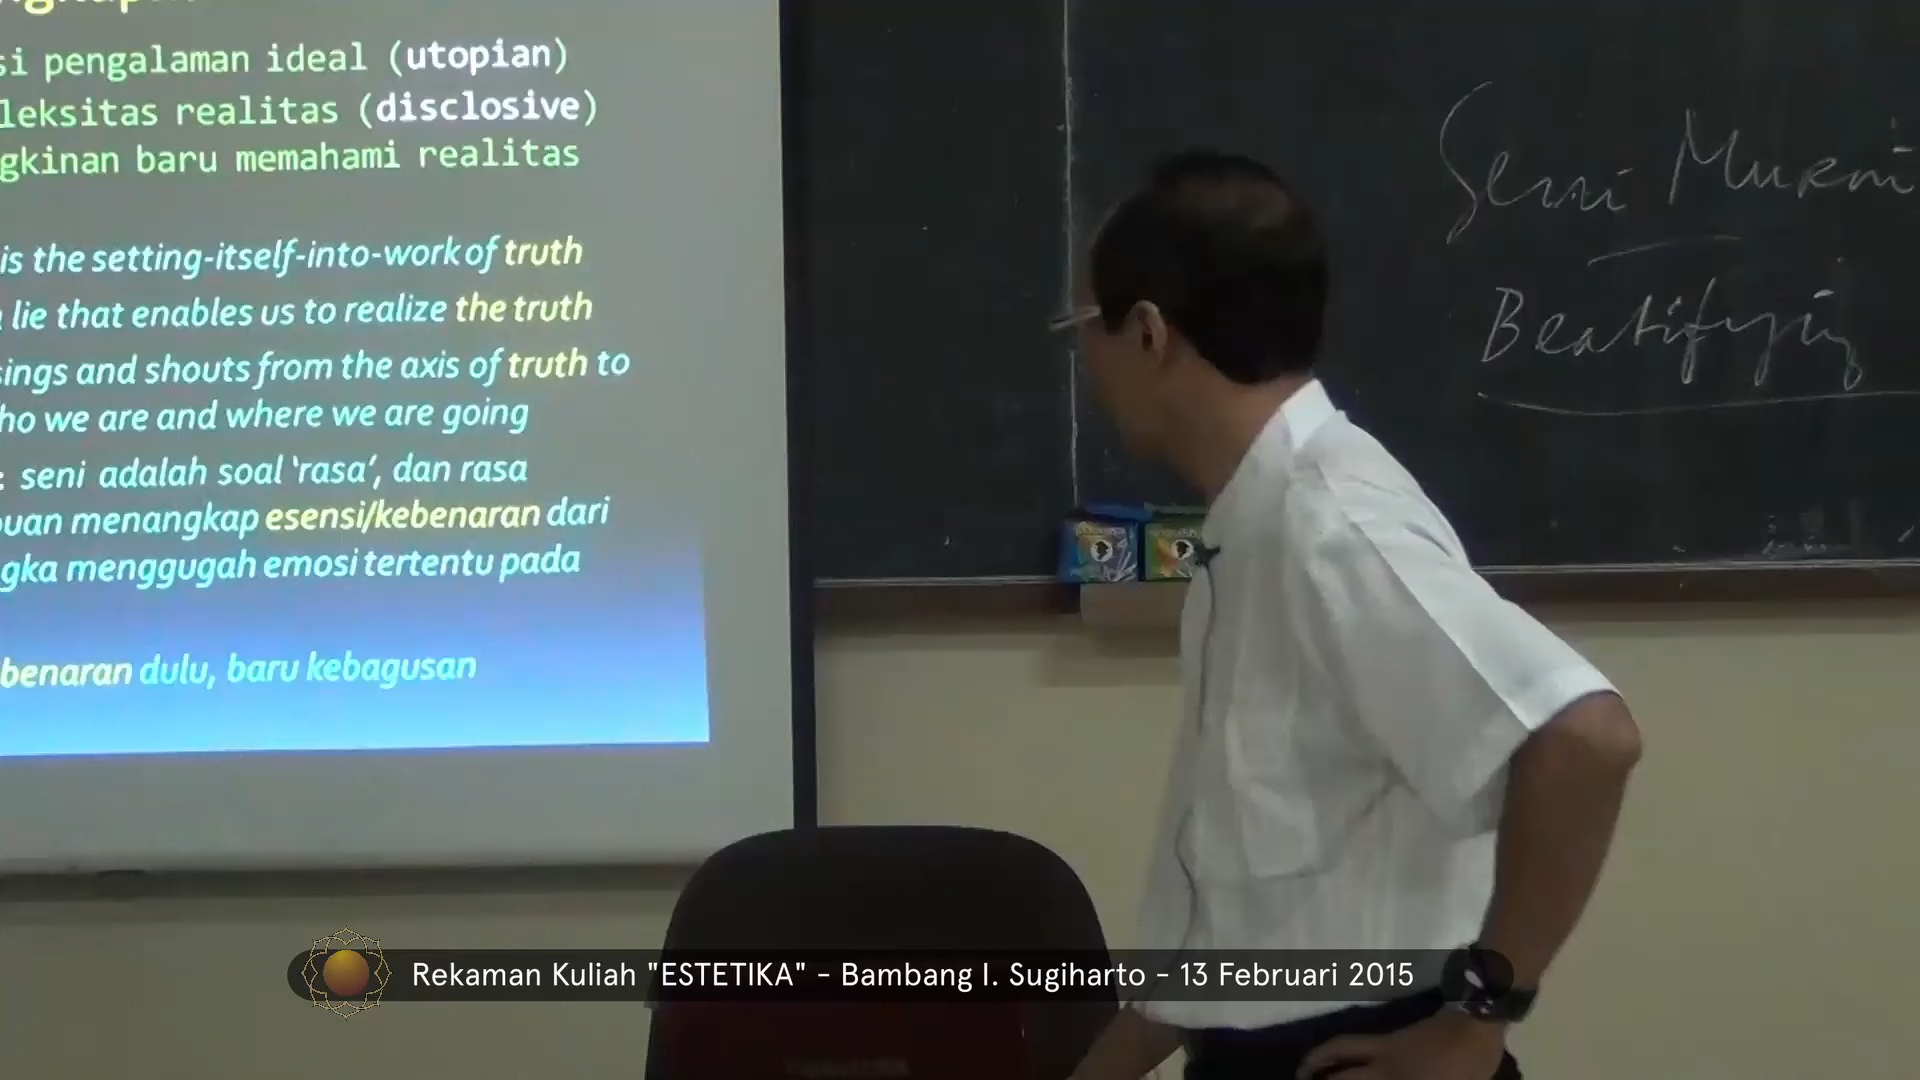 si pengalaman ideal (utopian)
leksitas realitas (disclosive)
gkinan baru memahami realitas
is the setting-itself-into-work of truth
lie that enables us to realize the truth
sings and shouts from the axis of truth to
ho we are and where we are going
: seni adalah soal 'rasa', dan rasa
uan menangkap esensi/kebenaran dari
gka menggugah emosi tertentu pada
benaran dulu, baru kebagusan
Seni Murni
Beatifying
Rekaman Kuliah "ESTETIKA" - Bambang I. Sugiharto - 13 Februari 2015